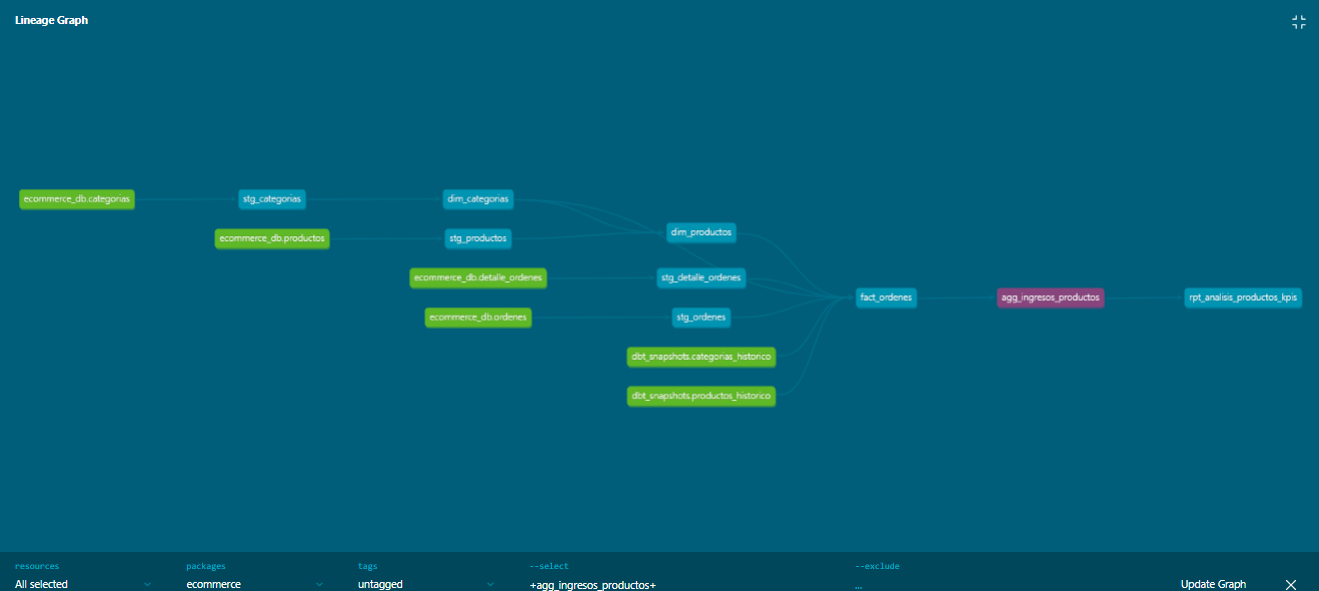 Lineage Graph
ecommerce_db.categorias
stg_categorias
dim_categorias
ecommerce_db.productos
stg_productos
dim_productos
ecommerce_db.detalle_ordenes
stg_detalle_ordenes
fact_ordenes
agg_ingresos_productos
rpt_analisis_productos_kpis
ecommerce_db.ordenes
stg_ordenes
dbt_snapshots.categorias_historico
dbt_snapshots.productos_historico
resources
All selected
packages
ecommerce
tags
untagged
--select
+agg_ingresos_productos+
--exclude
...
Update Graph